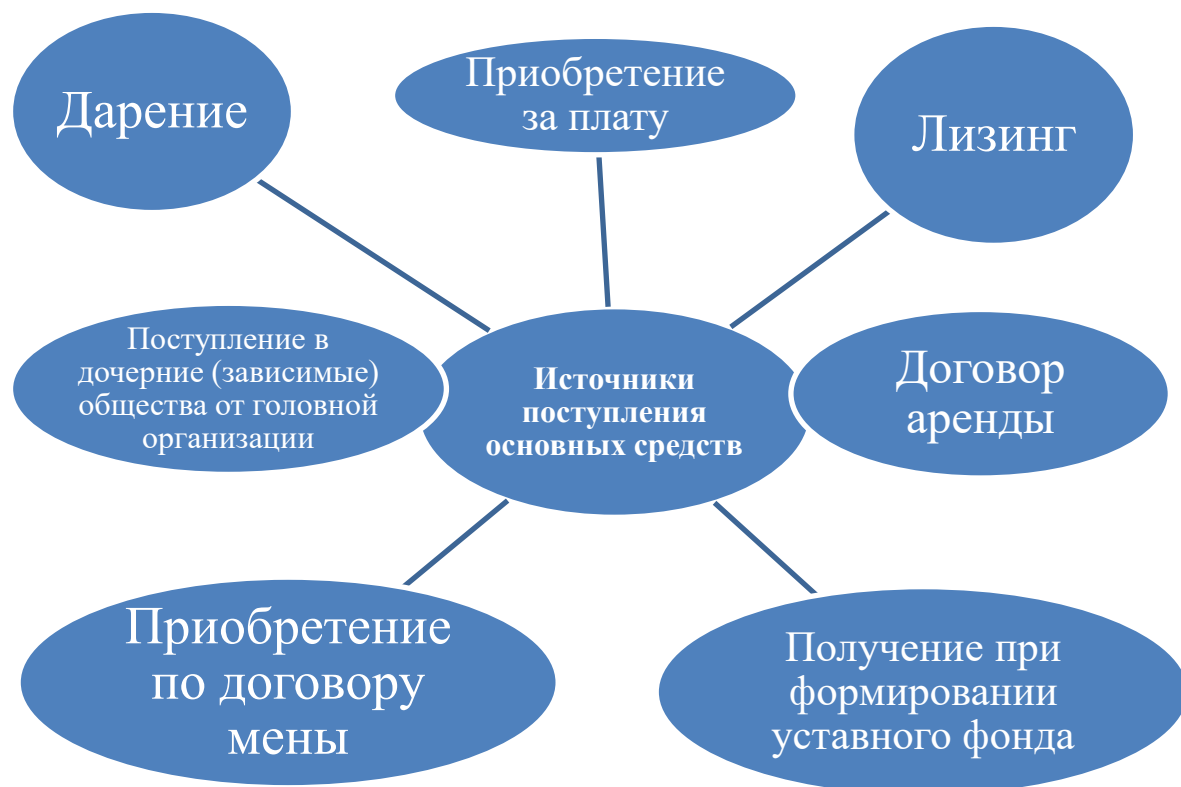 Дарение
Приобретение
за плату
Лизинг
Поступление в
дочерние (зависимые)
общества от головной
организации
Источники
поступления
основных средств
Договор
аренды
Приобретение
по договору
мены
Получение при
формировании
уставного фонда